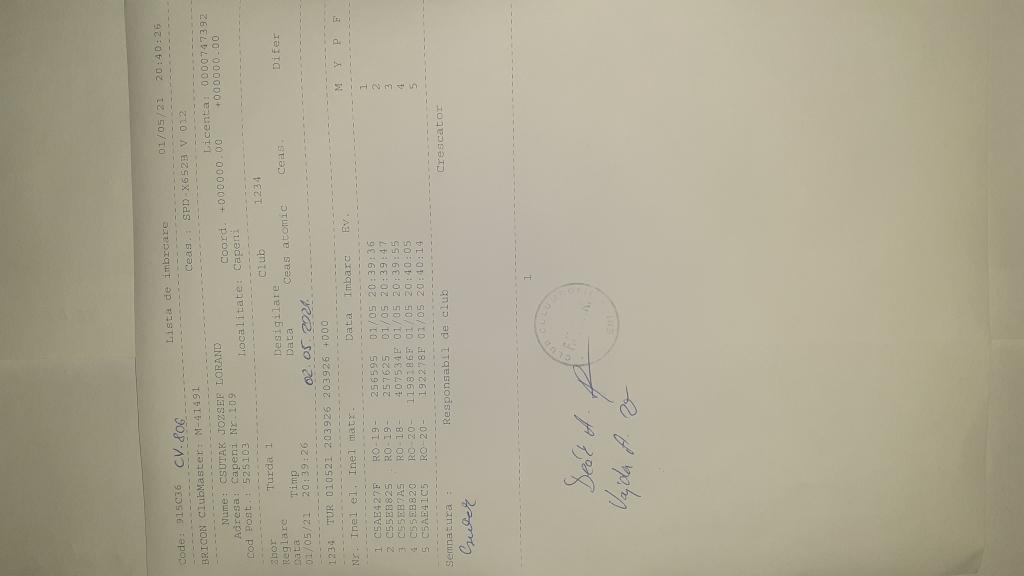 Lista de imbrcare 01/05/21 20:40:26
Code: 915C36 CV.806 Ceas.: SPD-X652B V 012
BRICON ClubMaster: M-41491 Licenta: 0000747392
Nume: CSUTAK JOZSEF LORAND Coord. +000000.00 +000000.00
Adresa: Capeni Nr.109 Localitate: Capeni
Cod Post.: 525103
Club 1234
Zbor Turda 1 Desigilare Difer
Reglare Data Ceas atomic Ceas.
Data Timp
01/05/21 20:39:26 02.05.2021
1234 TUR 010521 203926 203926 +000
M Y P F
Nr. Inel el. Inel matr. Data Imbarc Ev.
1 C5AE427F RO-19- 256595 01/05 20:39:36 1
2 C55EB825 RO-19- 257625 01/05 20:39:47 2
3 C55EB7A5 RO-18- 407534F 01/05 20:39:55 3
4 C55EB820 RO-20- 1198186F 01/05 20:40:05 4
5 C5AE41C5 RO-20- 192278F 01/05 20:40:14 5
Semnatura : Responsabil de club Crescator
1
Vajda A.